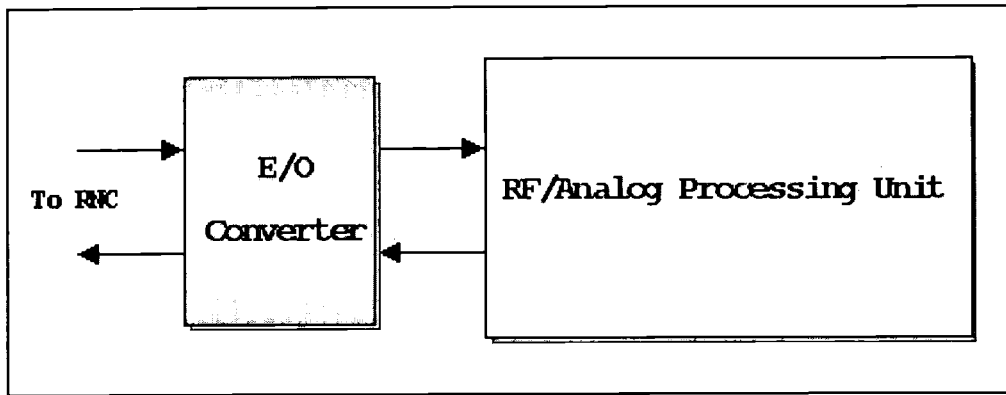 E/O
Converter
To RNC
RF/Analog Processing Unit